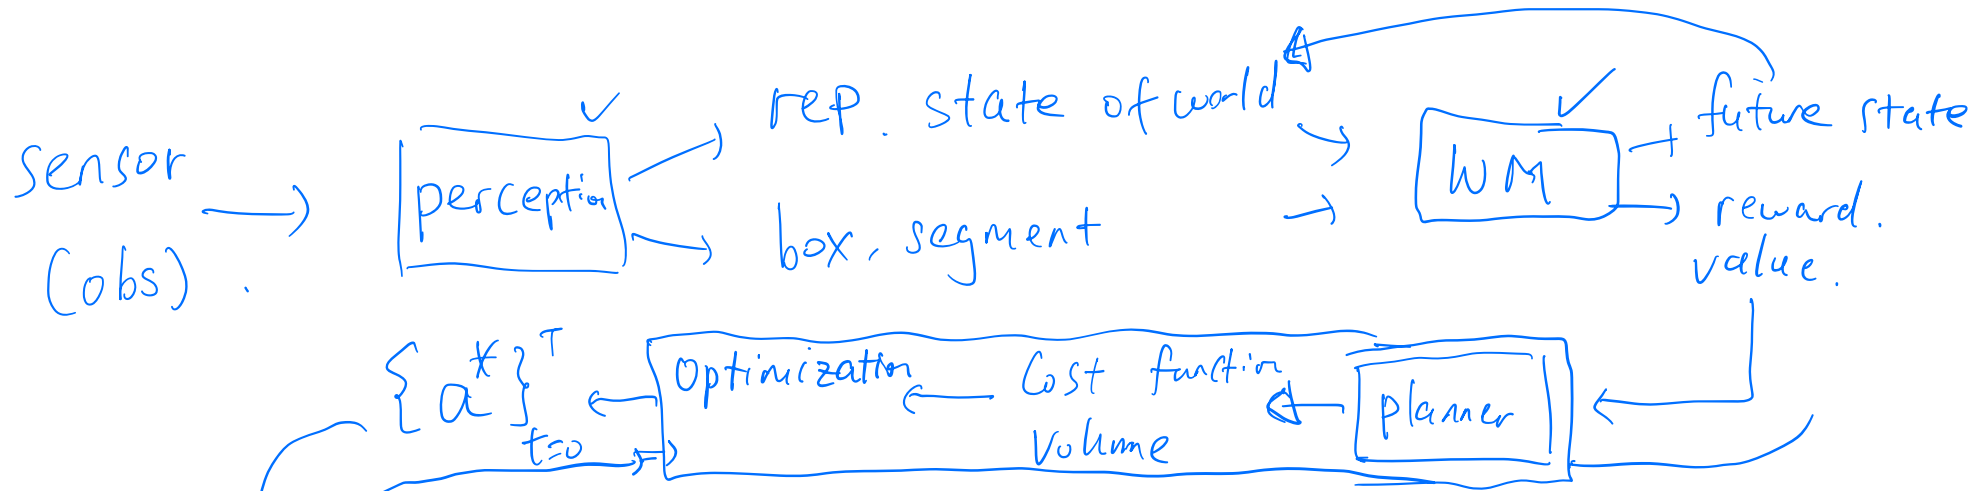 sensor
(obs).
perception
rep. state of world
box, segment
WM
future state
reward.
value.
{a*}ᵀ
t=0
Optimization
Cost function
Volume
planner